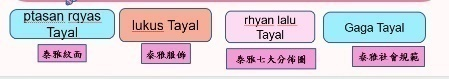 ptasan rqyas
Tayal
泰雅紋面
lukus Tayal
泰雅服飾
rhyan lalu
Tayal
泰雅七大分佈圖
Gaga Tayal
泰雅社會規範